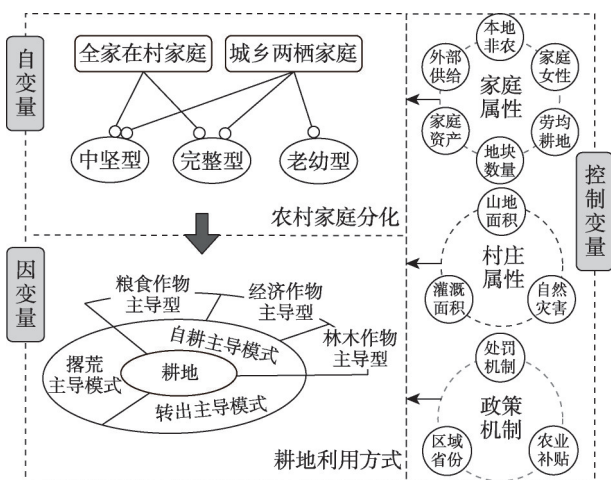 自变量
全家在村家庭
城乡两栖家庭
中坚型
完整型
老幼型
农村家庭分化
因变量
粮食作物
主导型
经济作物
主导型
林木作物
主导型
自耕主导模式
撂荒
主导模式
耕地
转出主导模式
耕地利用方式
控制变量
本地
非农
外部
供给
家庭
女性
家庭
属性
家庭
资产
劳均
耕地
地块
数量
山地
面积
村庄
属性
灌溉
面积
自然
灾害
处罚
机制
政策
机制
区域
省份
农业
补贴